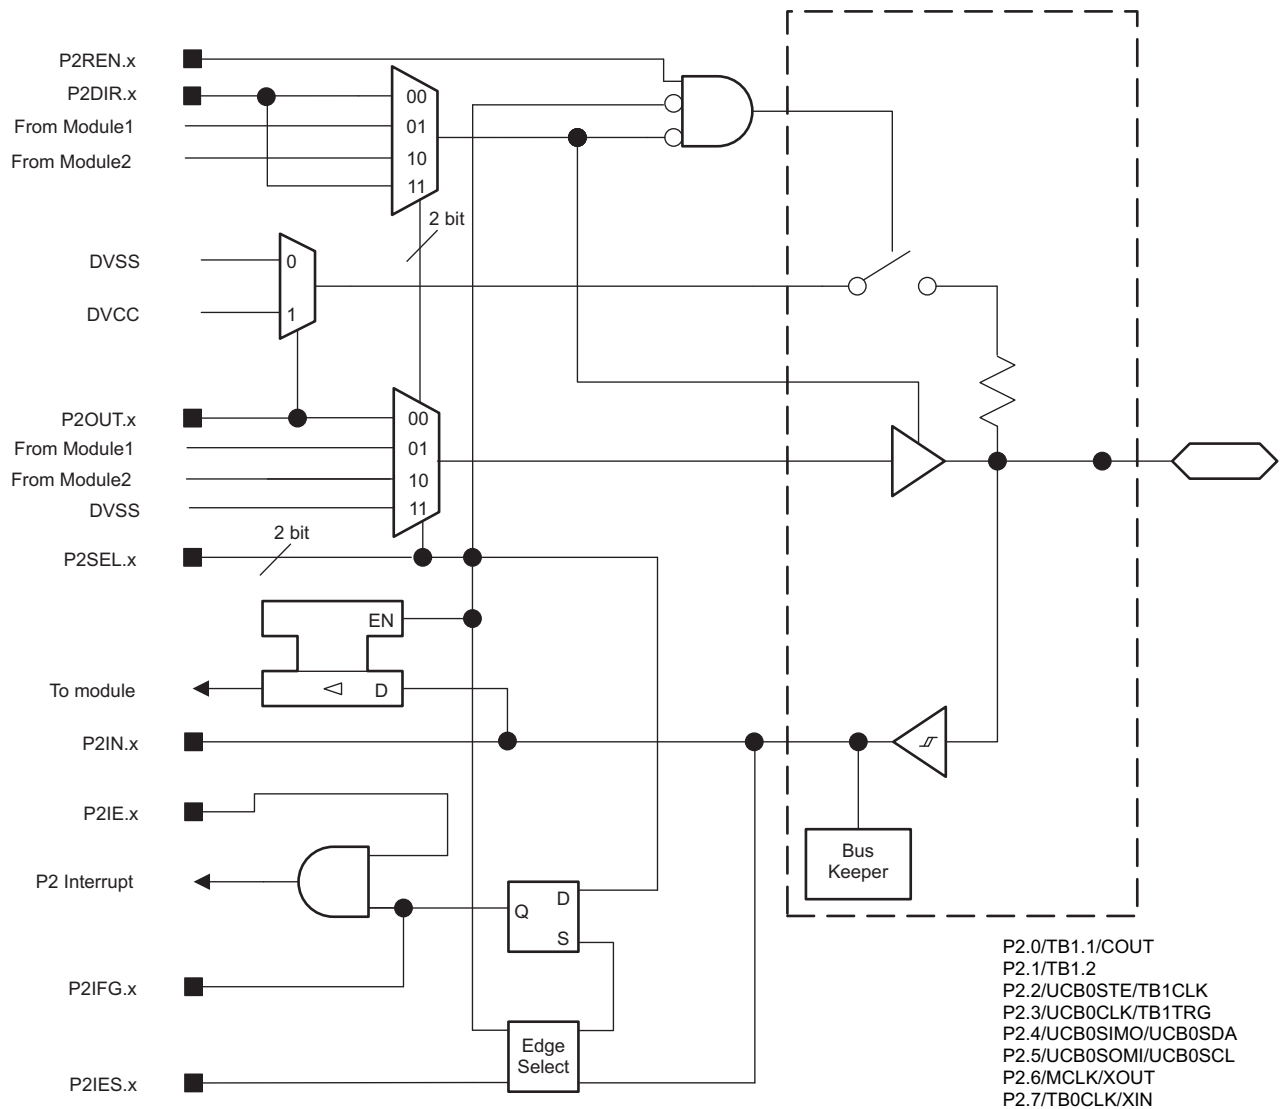 P2REN.x
P2DIR.x
00
From Module1
01
From Module2
10
11
2 bit
DVSS
0
DVCC
1
P2OUT.x
00
From Module1
01
From Module2
10
DVSS
11
2 bit
P2SEL.x
EN
To module
D
P2IN.x
P2IE.x
Bus
Keeper
P2 Interrupt
D
Q
S
P2IFG.x
Edge
Select
P2IES.x
P2.0/TB1.1/COUT
P2.1/TB1.2
P2.2/UCB0STE/TB1CLK
P2.3/UCB0CLK/TB1TRG
P2.4/UCB0SIMO/UCB0SDA
P2.5/UCB0SOMI/UCB0SCL
P2.6/MCLK/XOUT
P2.7/TB0CLK/XIN